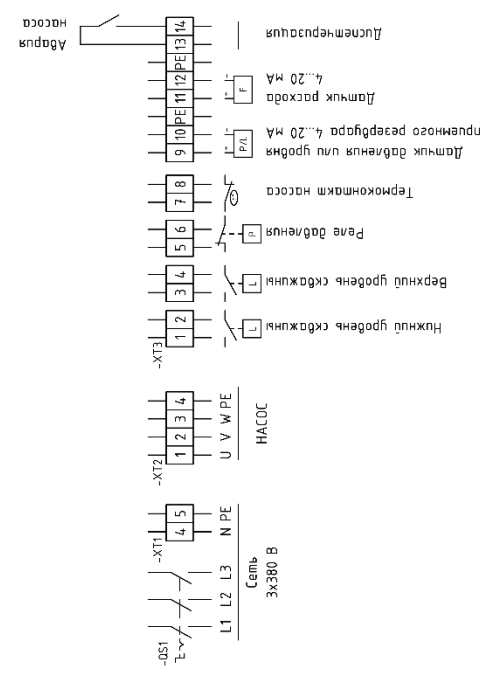 Авария
насоса
14
13
PE
12
11
PE
10
9
Диспетчеризация
Датчик расхода
4...20 мА
F
- +
Датчик давления или уровня
приемного резервуара 4...20 мА
P/L
- +
8
7
Термоконтакт насоса
6
5
Реле давления
P
4
3
Верхний уровень скважины
L
2
1
Нижний уровень скважины
L
-XT3
-XT2
1 2 3 4
U V W PE
НАСОС
-XT1
4 5
N PE
-QS1
L1 L2 L3
Сеть
3x380 В